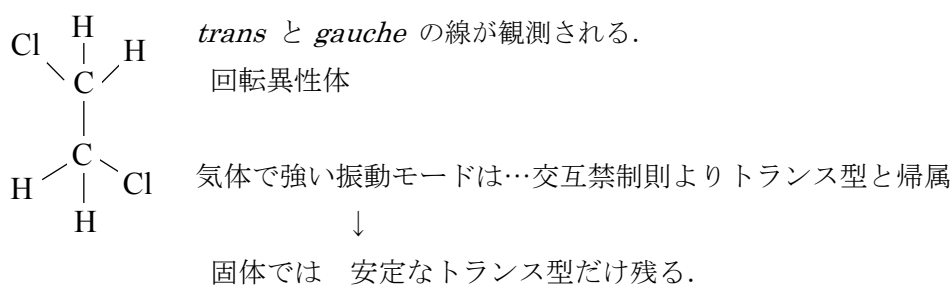 H
Cl H
C
C
H Cl
H
trans と gauche の線が観測される．
回転異性体
気体で強い振動モードは…交互禁制則よりトランス型と帰属
↓
固体では　安定なトランス型だけ残る．